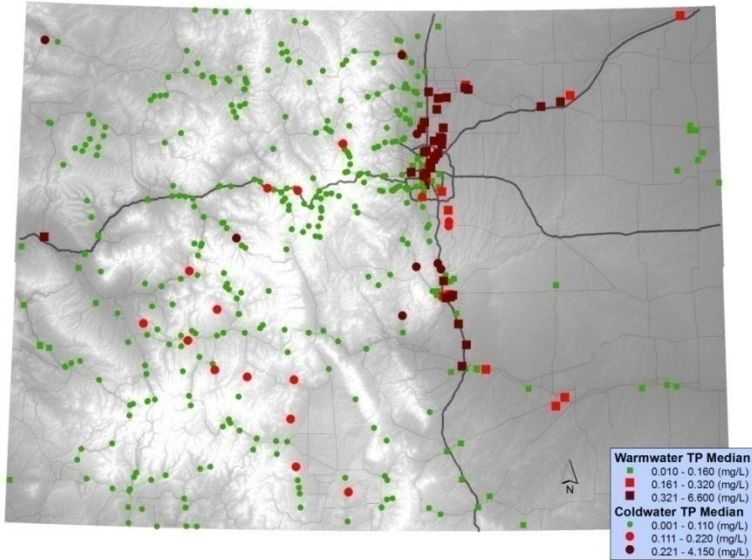 N
Warmwater TP Median
0.010 - 0.160 (mg/L)
0.161 - 0.320 (mg/L)
0.321 - 6.600 (mg/L)
Coldwater TP Median
0.001 - 0.110 (mg/L)
0.111 - 0.220 (mg/L)
0.221 - 4.150 (mg/L)